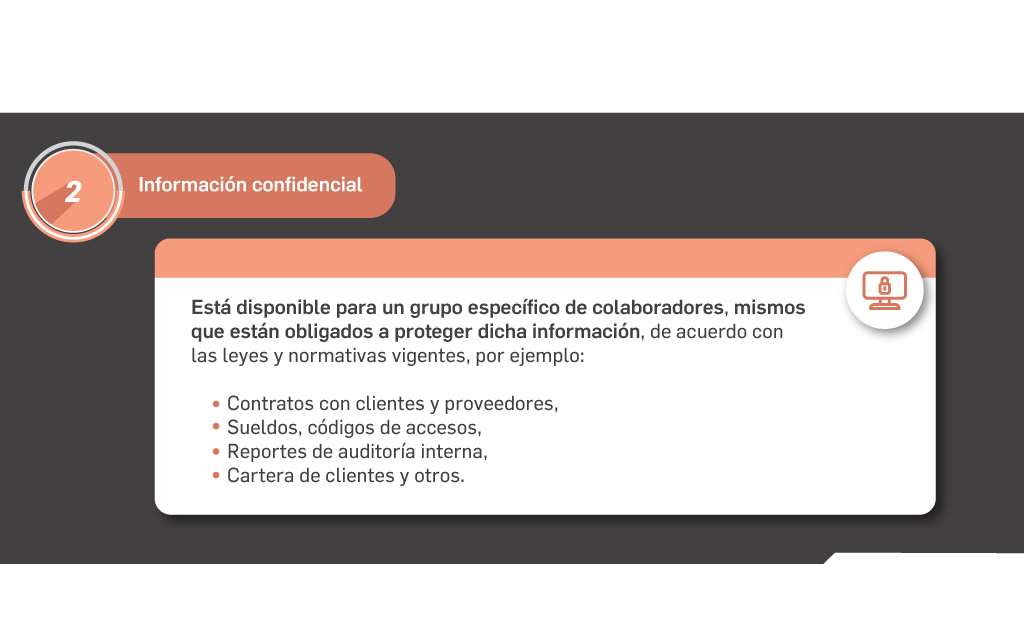 2
Información confidencial
Está disponible para un grupo específico de colaboradores, mismos
que están obligados a proteger dicha información, de acuerdo con
las leyes y normativas vigentes, por ejemplo:
• Contratos con clientes y proveedores,
• Sueldos, códigos de accesos,
• Reportes de auditoría interna,
• Cartera de clientes y otros.